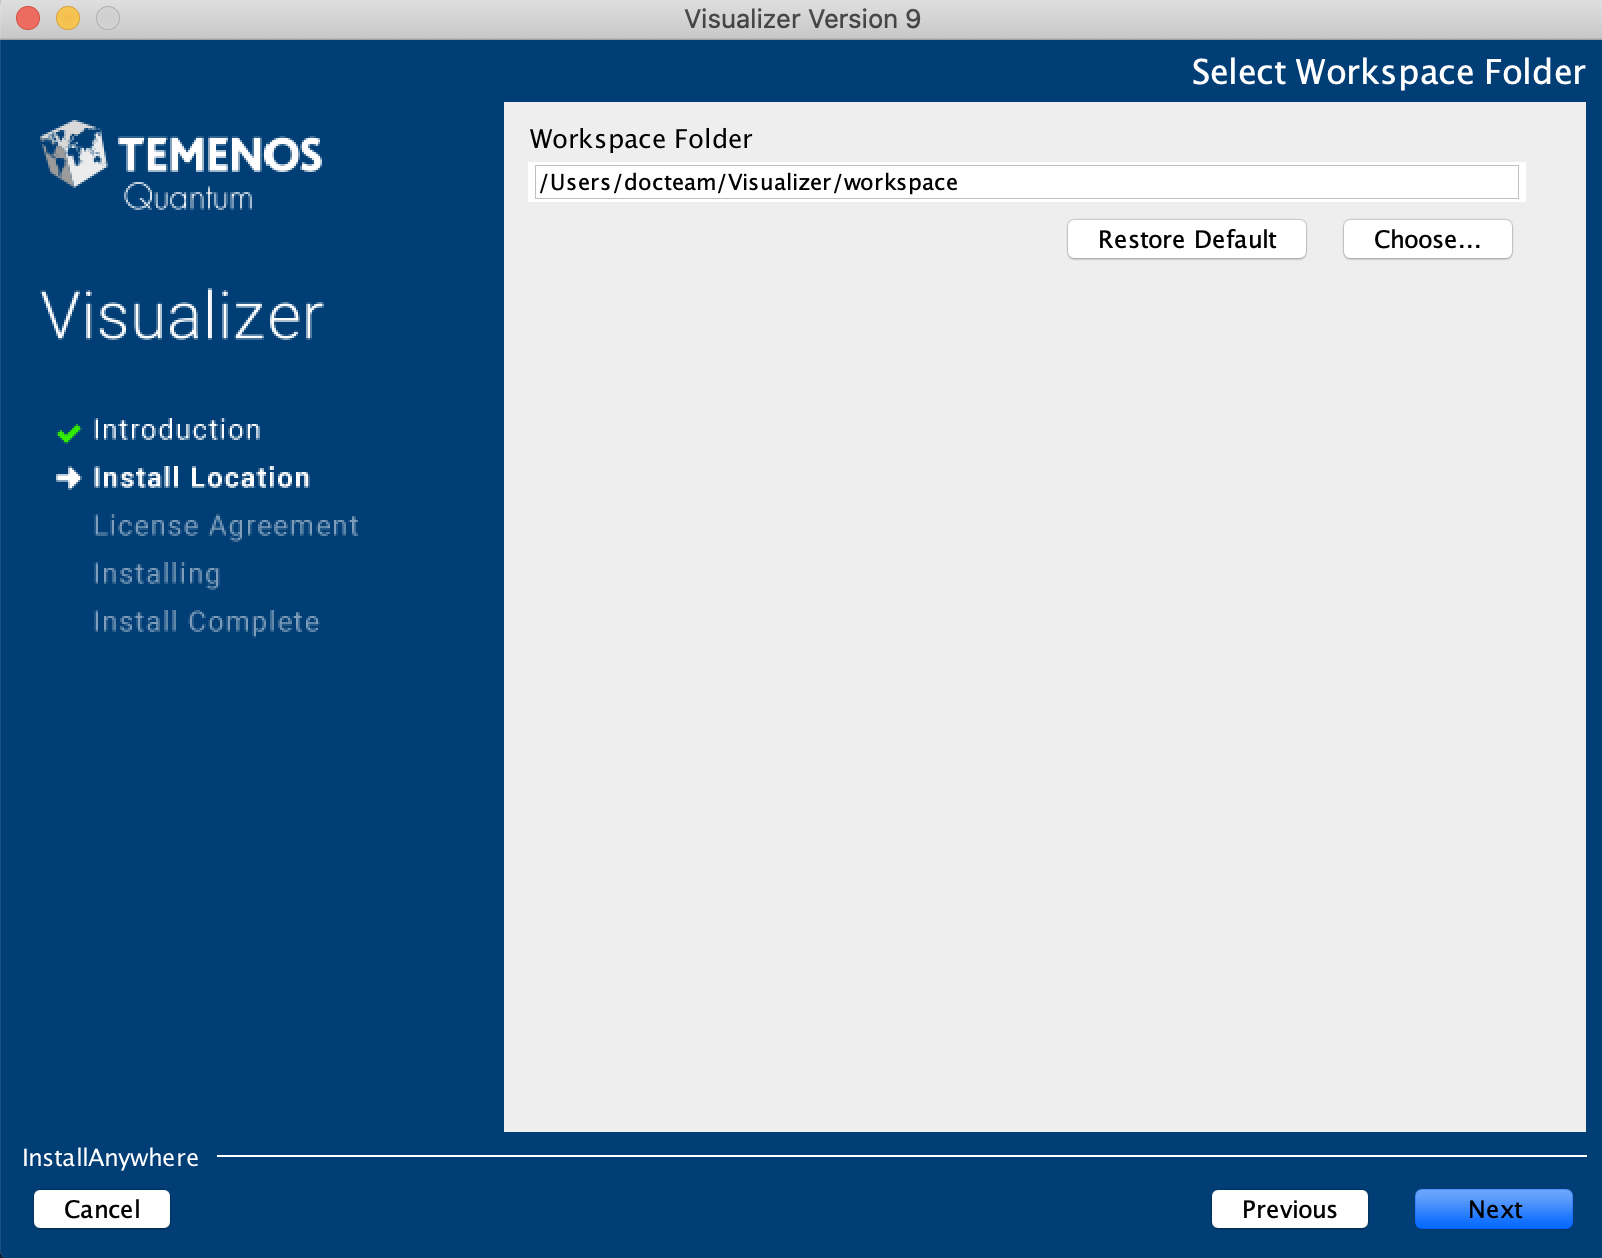 Visualizer Version 9
Select Workspace Folder
TEMENOS
Quantum
Visualizer
Introduction
Install Location
License Agreement
Installing
Install Complete
Workspace Folder
/Users/docteam/Visualizer/workspace
Restore Default Choose...
InstallAnywhere
Cancel Previous Next